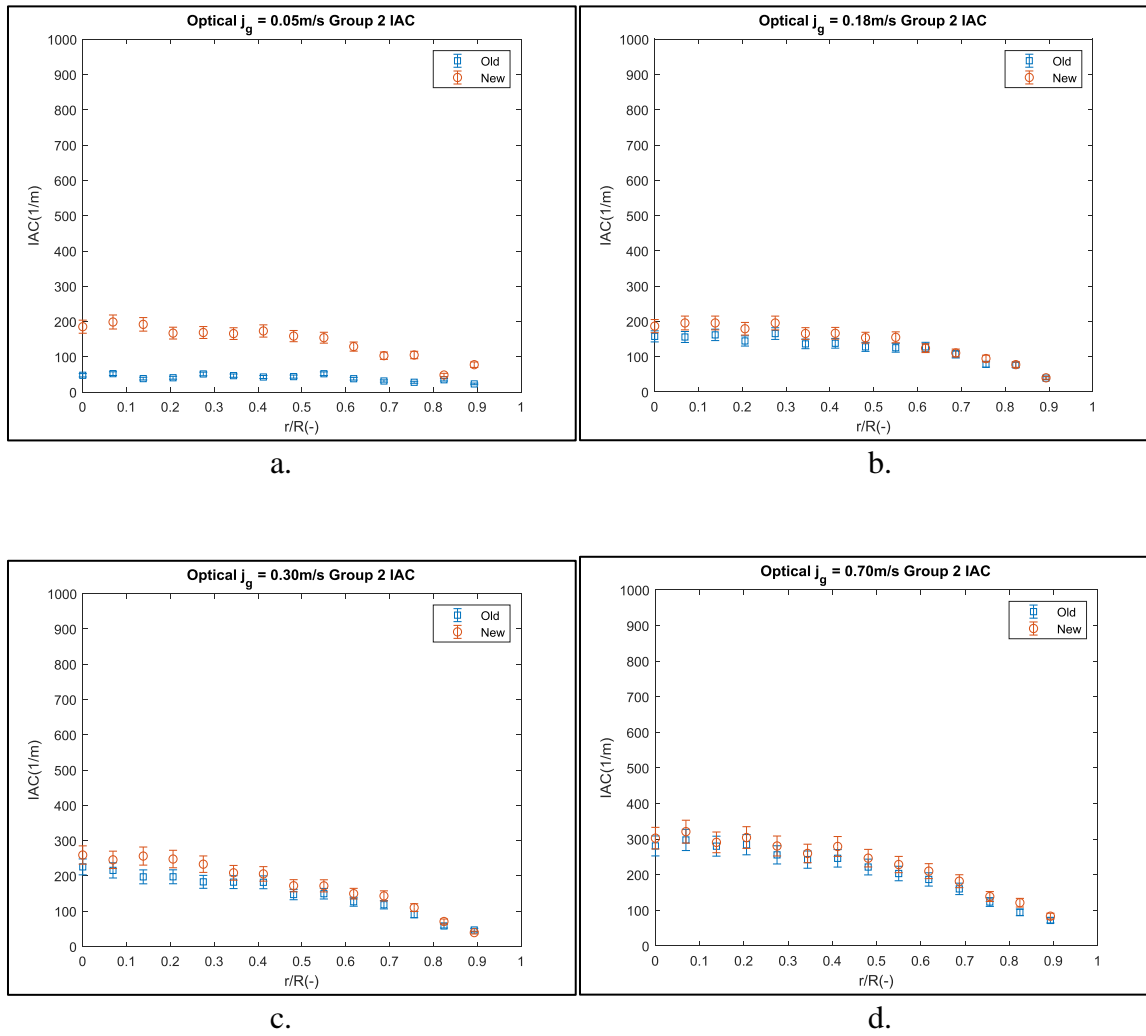 Optical j_g = 0.05m/s Group 2 IAC
1000
900
800
700
600
500
400
300
200
100
0
IAC(1/m)
Old
New
0 0.1 0.2 0.3 0.4 0.5 0.6 0.7 0.8 0.9 1
r/R(-)
a.
Optical j_g = 0.18m/s Group 2 IAC
1000
900
800
700
600
500
400
300
200
100
0
IAC(1/m)
Old
New
0 0.1 0.2 0.3 0.4 0.5 0.6 0.7 0.8 0.9 1
r/R(-)
b.
Optical j_g = 0.30m/s Group 2 IAC
1000
900
800
700
600
500
400
300
200
100
0
IAC(1/m)
Old
New
0 0.1 0.2 0.3 0.4 0.5 0.6 0.7 0.8 0.9 1
r/R(-)
c.
Optical j_g = 0.70m/s Group 2 IAC
1000
900
800
700
600
500
400
300
200
100
0
IAC(1/m)
Old
New
0 0.1 0.2 0.3 0.4 0.5 0.6 0.7 0.8 0.9 1
r/R(-)
d.